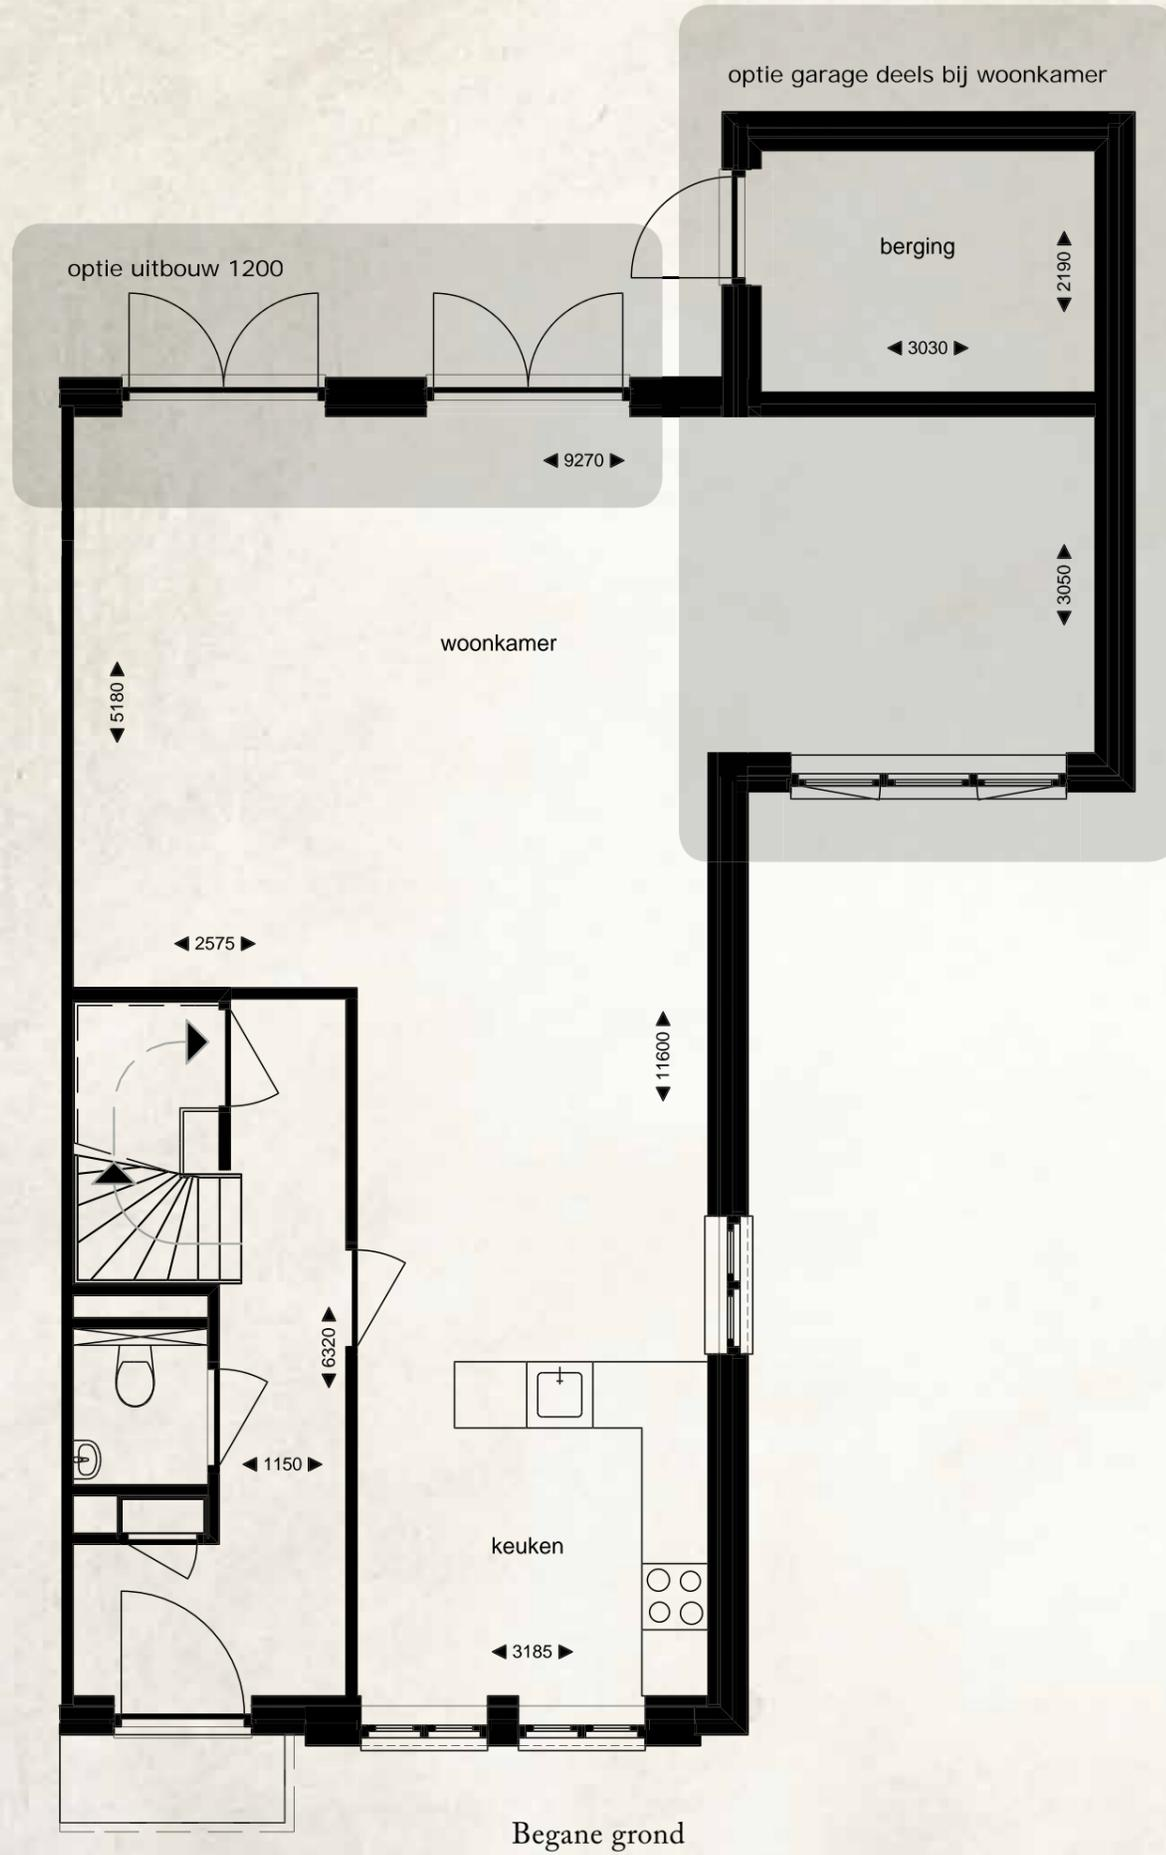 optie garage deels bij woonkamer
berging
2190
optie uitbouw 1200
3030
9270
3050
woonkamer
5180
2575
11600
6320
1150
keuken
3185
Begane grond